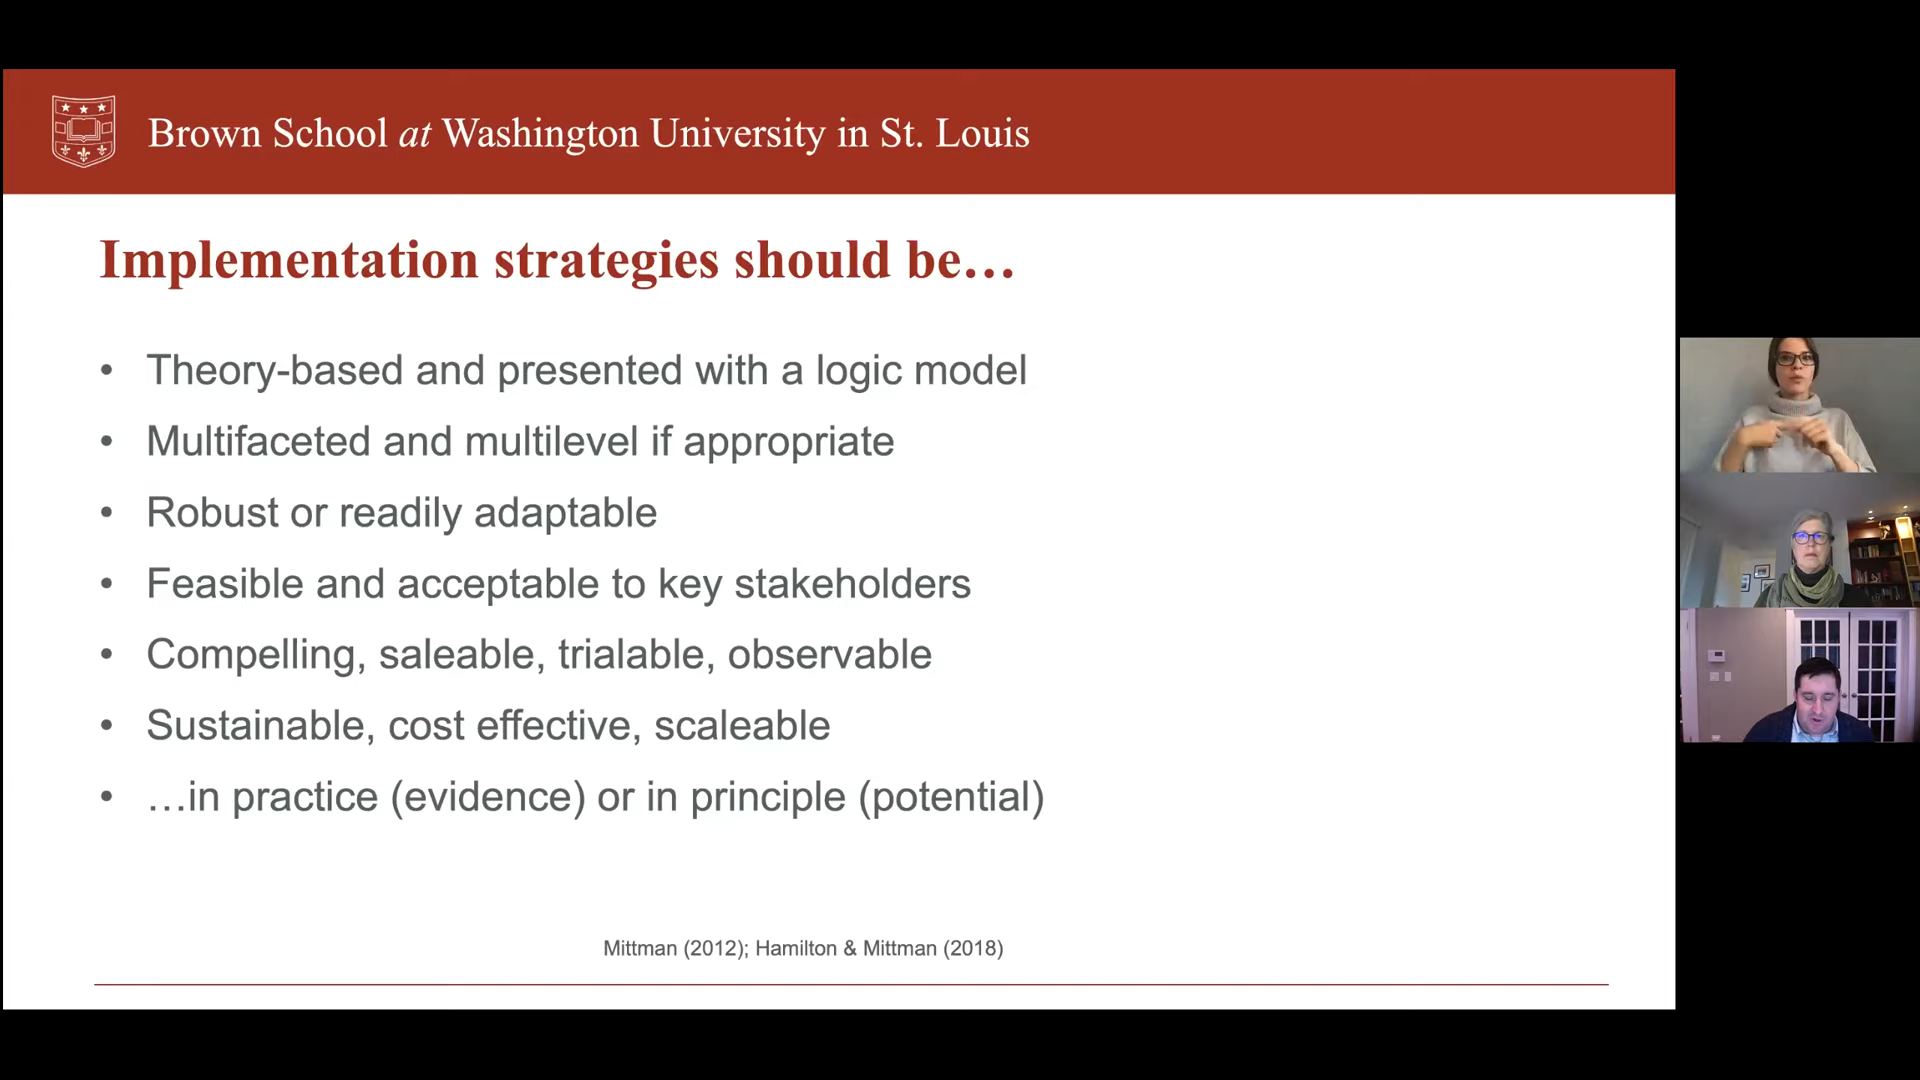 Brown School at Washington University in St. Louis
Implementation strategies should be…
• Theory-based and presented with a logic model
• Multifaceted and multilevel if appropriate
• Robust or readily adaptable
• Feasible and acceptable to key stakeholders
• Compelling, saleable, trialable, observable
• Sustainable, cost effective, scaleable
• …in practice (evidence) or in principle (potential)
Mittman (2012); Hamilton & Mittman (2018)